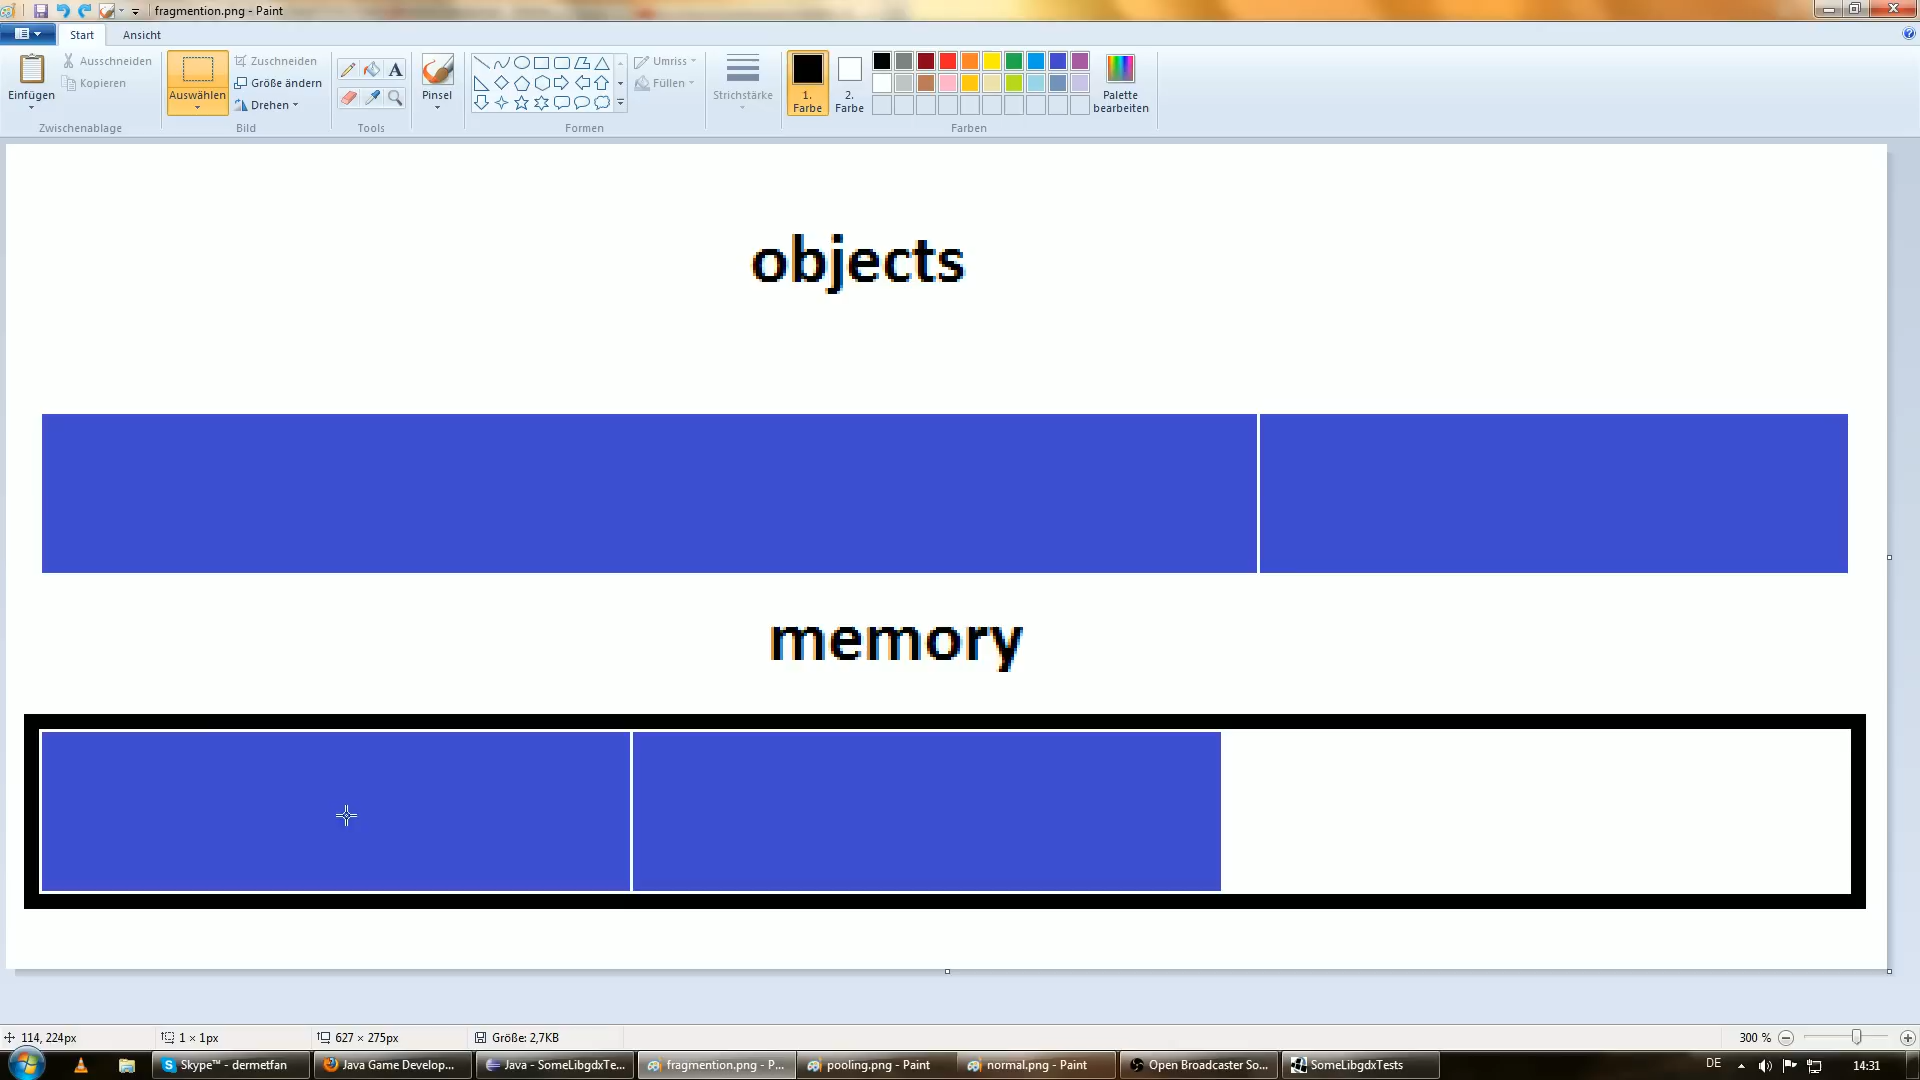 fragmention.png - Paint
Start Ansicht
Einfügen
Ausschneiden
Kopieren
Zwischenablage
Auswählen
Zuschneiden
Größe ändern
Drehen
Bild
A
Tools
Pinsel
Formen
Umriss
Füllen
Strichstärke
1. Farbe
2. Farbe
Farben
Palette bearbeiten
objects
memory
114, 224px 1 × 1px 627 × 275px Größe: 2,7KB 300 %
Skype™ - dermetfan Java Game Develop... Java - SomeLibgdxTe... fragmention.png - P... pooling.png - Paint normal.png - Paint Open Broadcaster So... SomeLibgdxTests DE 14:31